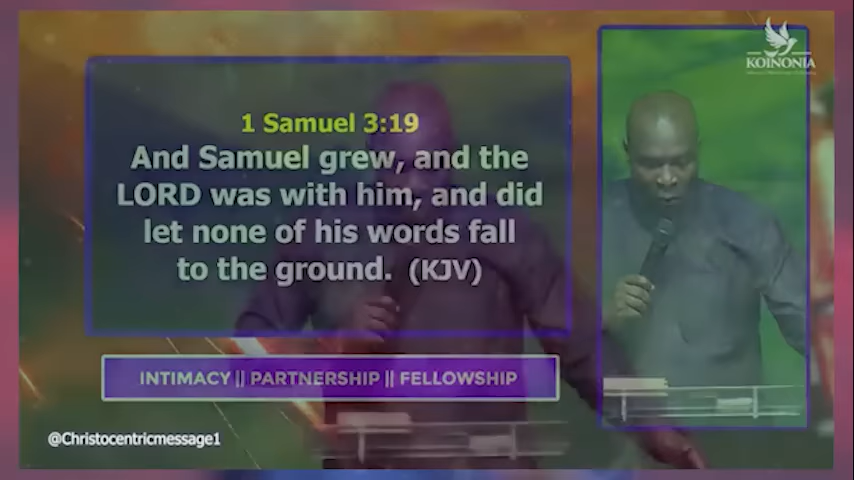 1 Samuel 3:19
And Samuel grew, and the
LORD was with him, and did
let none of his words fall
to the ground. (KJV)
INTIMACY || PARTNERSHIP || FELLOWSHIP
@Christocentricmessage1
KOINONIA